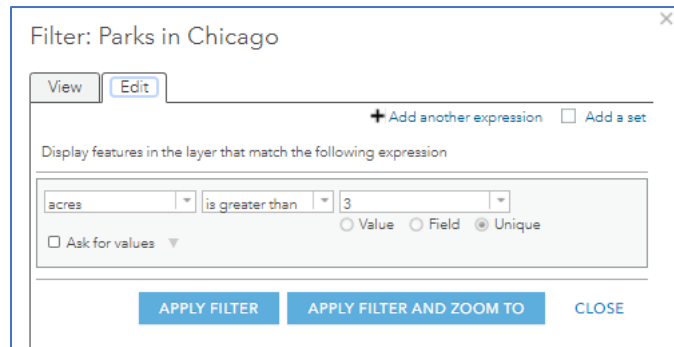 Filter: Parks in Chicago
View Edit
Add another expression Add a set
Display features in the layer that match the following expression
acres is greater than 3
Value Field Unique
Ask for values
APPLY FILTER APPLY FILTER AND ZOOM TO CLOSE